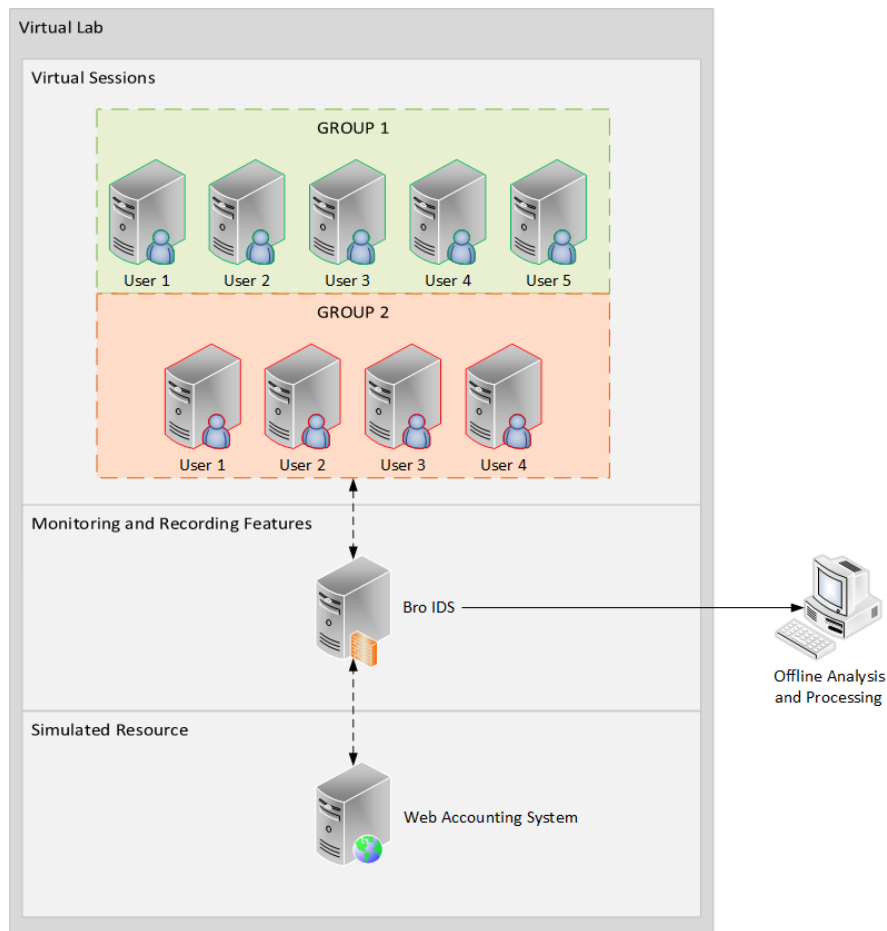 Virtual Lab
Virtual Sessions
GROUP 1
User 1
User 2
User 3
User 4
User 5
GROUP 2
User 1
User 2
User 3
User 4
Monitoring and Recording Features
Bro IDS
Offline Analysis
and Processing
Simulated Resource
Web Accounting System